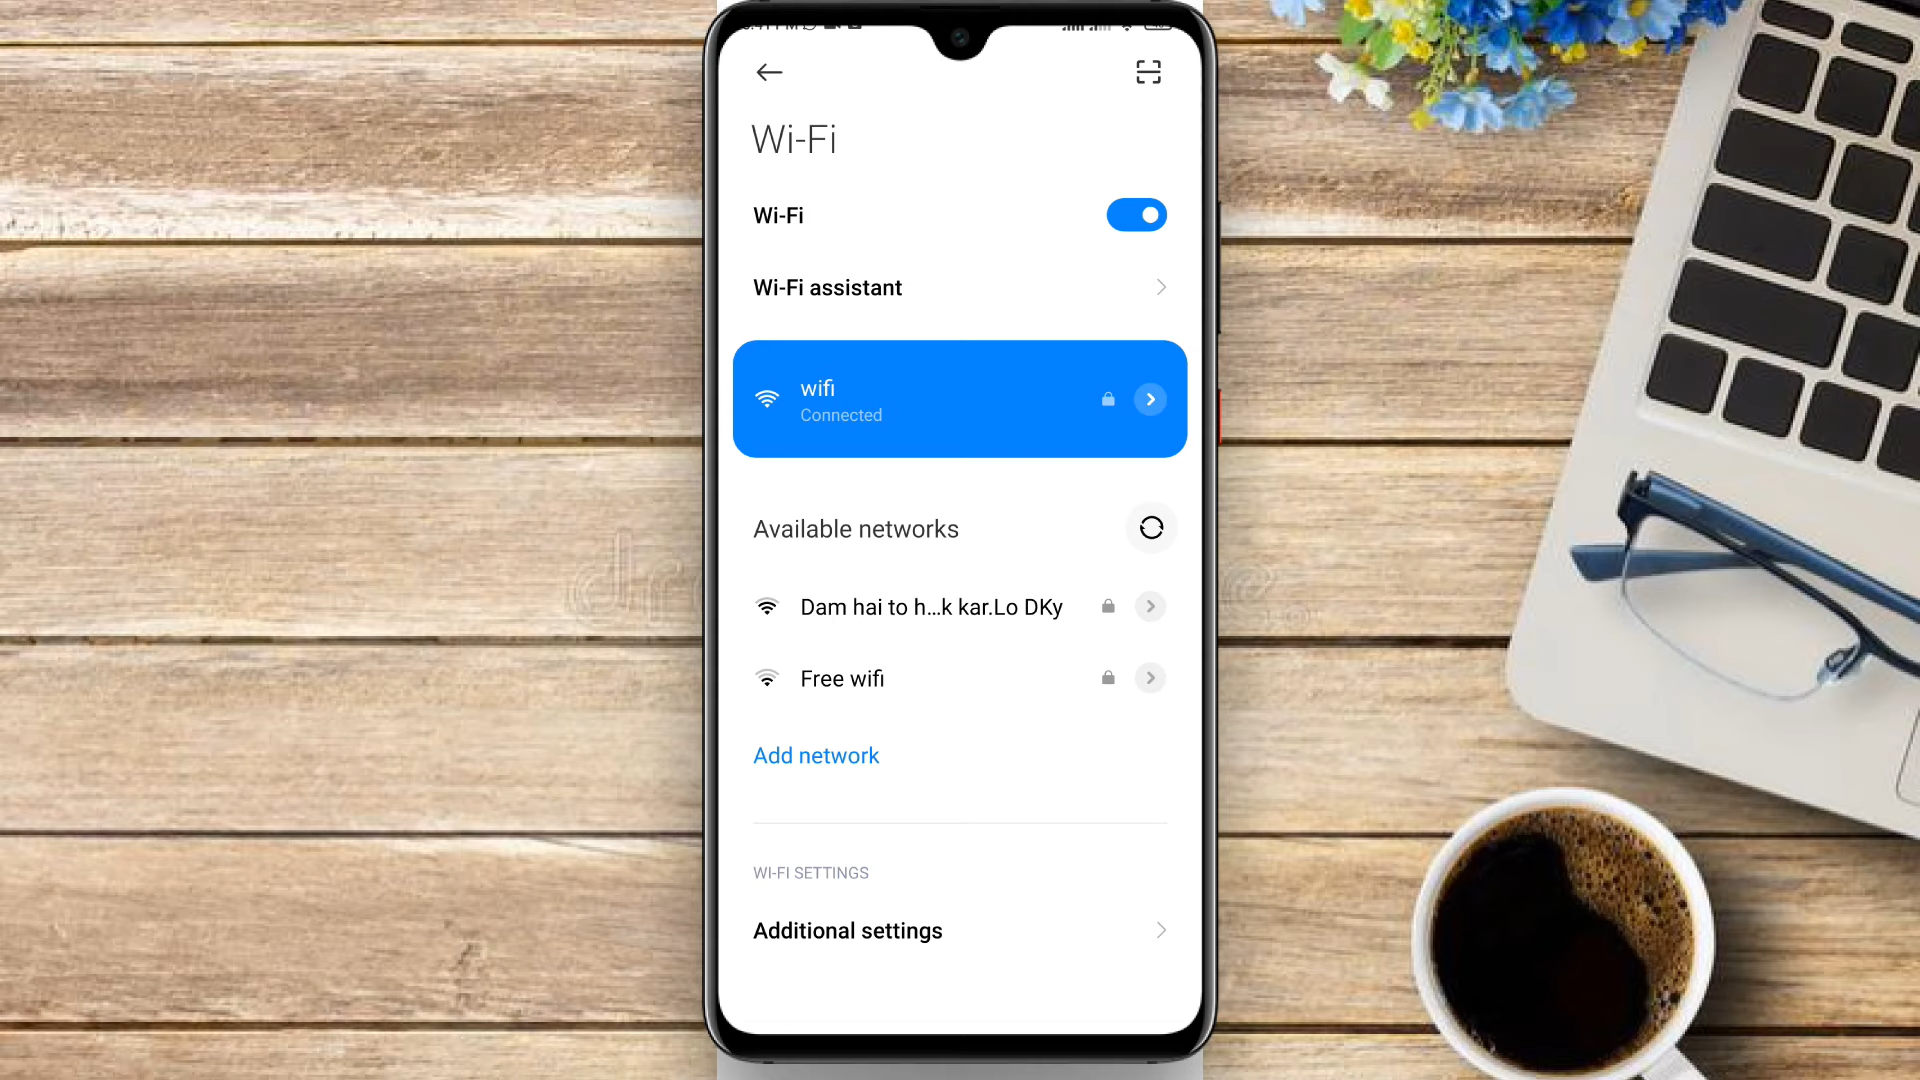 Wi-Fi
Wi-Fi
Wi-Fi assistant
wifi
Connected
Available networks
Dam hai to h...k kar.Lo DKy
Free wifi
Add network
WI-FI SETTINGS
Additional settings